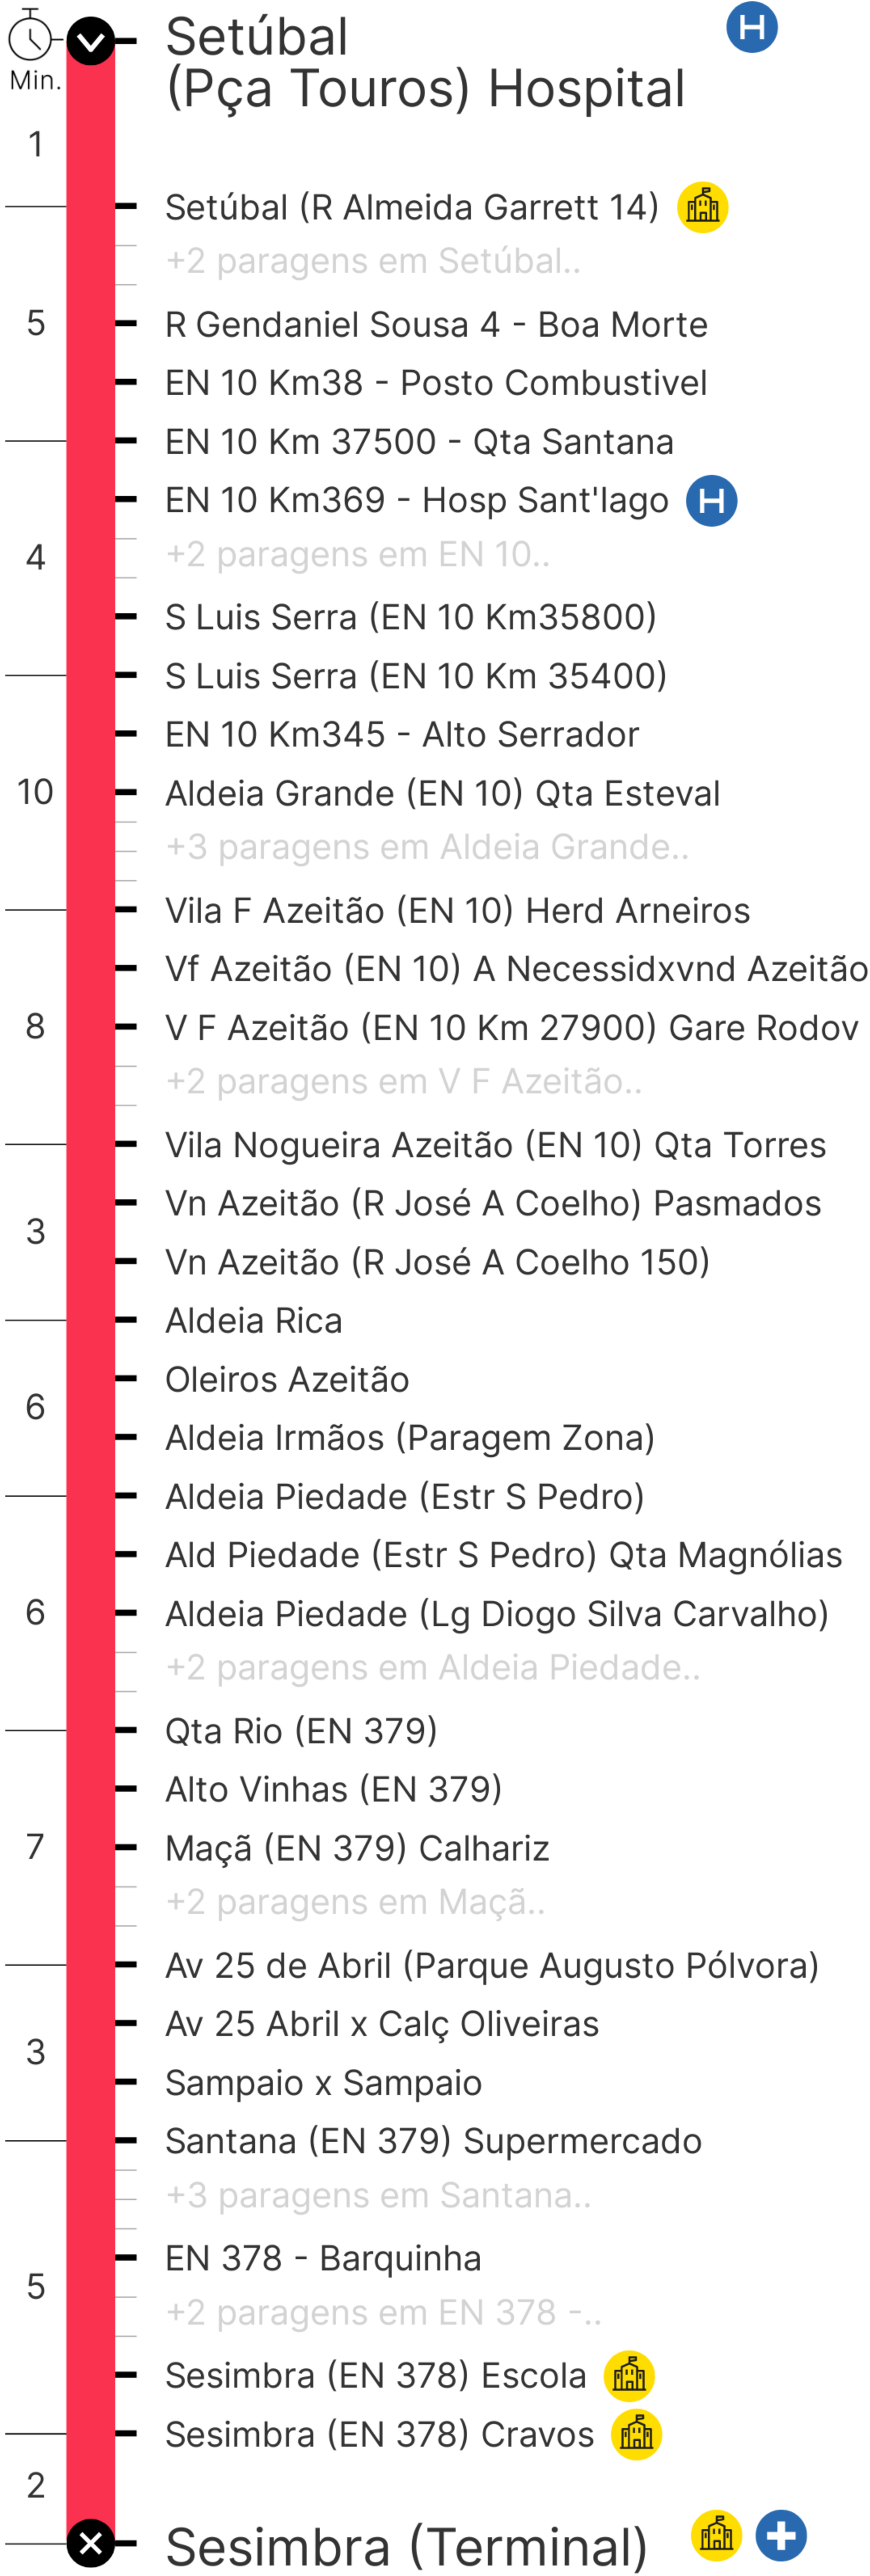 Setúbal
(Pça Touros) Hospital
H
Min.
1
Setúbal (R Almeida Garrett 14)
+2 paragens em Setúbal..
5
R Gendaniel Sousa 4 - Boa Morte
EN 10 Km38 - Posto Combustivel
EN 10 Km 37500 - Qta Santana
EN 10 Km369 - Hosp Sant'Iago H
+2 paragens em EN 10..
4
S Luis Serra (EN 10 Km35800)
S Luis Serra (EN 10 Km 35400)
EN 10 Km345 - Alto Serrador
10
Aldeia Grande (EN 10) Qta Esteval
+3 paragens em Aldeia Grande..
Vila F Azeitão (EN 10) Herd Arneiros
Vf Azeitão (EN 10) A Necessidxvnd Azeitão
8
V F Azeitão (EN 10 Km 27900) Gare Rodov
+2 paragens em V F Azeitão..
Vila Nogueira Azeitão (EN 10) Qta Torres
Vn Azeitão (R José A Coelho) Pasmados
3
Vn Azeitão (R José A Coelho 150)
Aldeia Rica
Oleiros Azeitão
6
Aldeia Irmãos (Paragem Zona)
Aldeia Piedade (Estr S Pedro)
Ald Piedade (Estr S Pedro) Qta Magnólias
6
Aldeia Piedade (Lg Diogo Silva Carvalho)
+2 paragens em Aldeia Piedade..
Qta Rio (EN 379)
Alto Vinhas (EN 379)
7
Maçã (EN 379) Calhariz
+2 paragens em Maçã..
Av 25 de Abril (Parque Augusto Pólvora)
Av 25 Abril x Calç Oliveiras
3
Sampaio x Sampaio
Santana (EN 379) Supermercado
+3 paragens em Santana..
EN 378 - Barquinha
5
+2 paragens em EN 378 -..
Sesimbra (EN 378) Escola
Sesimbra (EN 378) Cravos
2
Sesimbra (Terminal)